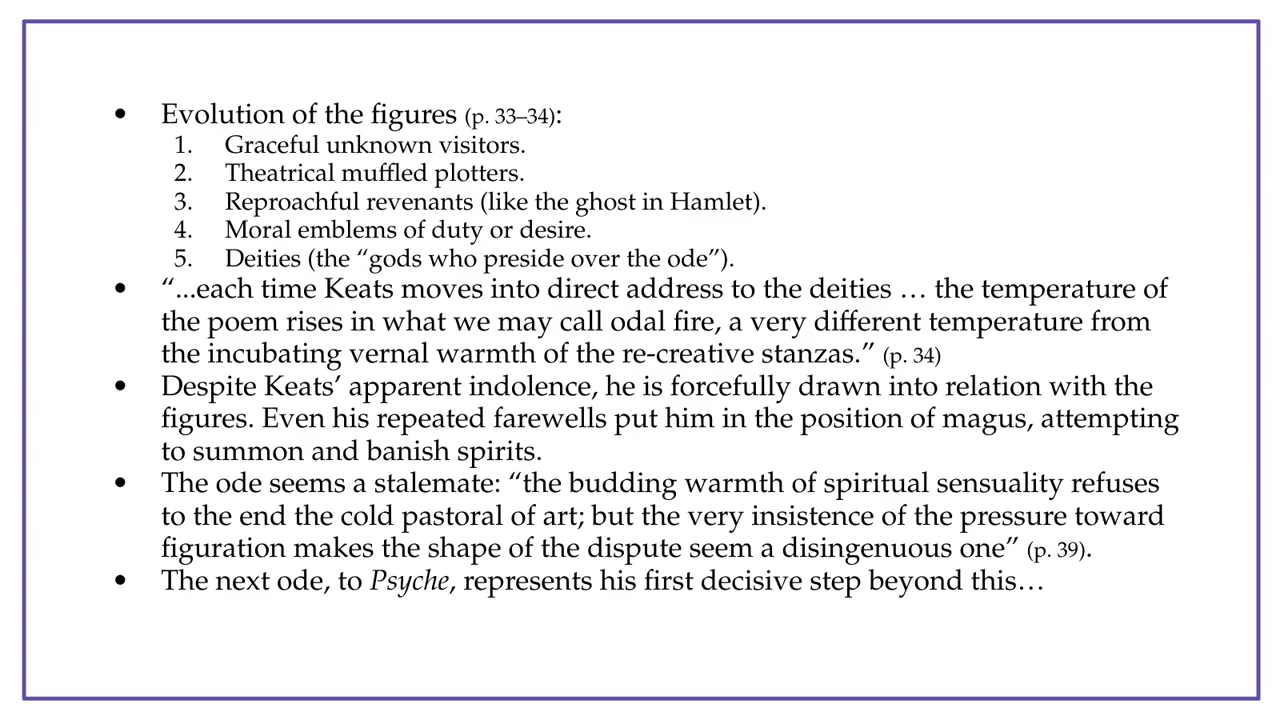 • Evolution of the figures (p. 33–34):
1. Graceful unknown visitors.
2. Theatrical muffled plotters.
3. Reproachful revenants (like the ghost in Hamlet).
4. Moral emblems of duty or desire.
5. Deities (the “gods who preside over the ode”).
• “...each time Keats moves into direct address to the deities … the temperature of
the poem rises in what we may call odal fire, a very different temperature from
the incubating vernal warmth of the re-creative stanzas.” (p. 34)
• Despite Keats’ apparent indolence, he is forcefully drawn into relation with the
figures. Even his repeated farewells put him in the position of magus, attempting
to summon and banish spirits.
• The ode seems a stalemate: “the budding warmth of spiritual sensuality refuses
to the end the cold pastoral of art; but the very insistence of the pressure toward
figuration makes the shape of the dispute seem a disingenuous one” (p. 39).
• The next ode, to Psyche, represents his first decisive step beyond this…